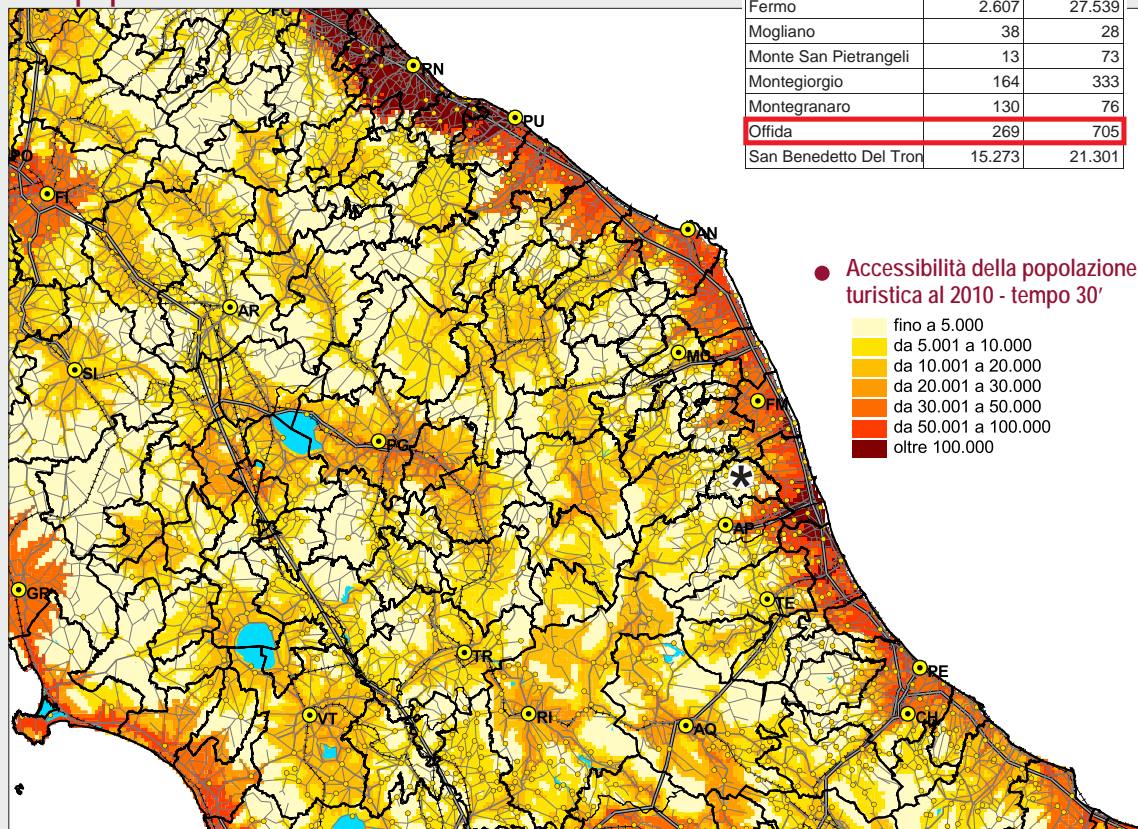 Fermo 2.607 27.539
Mogliano 38 28
Monte San Pietrangeli 13 73
Montegiorgio 164 333
Montegranaro 130 76
Offida 269 705
San Benedetto Del Tron 15.273 21.301
RN
PU
PO
FI
AN
Accessibilità della popolazione
turistica al 2010 - tempo 30'
fino a 5.000
da 5.001 a 10.000
da 10.001 a 20.000
da 20.001 a 30.000
da 30.001 a 50.000
da 50.001 a 100.000
oltre 100.000
AR
MC
SI
FM
PG
*
AP
GR
TE
TR
PE
VT
RI
AQ
CH